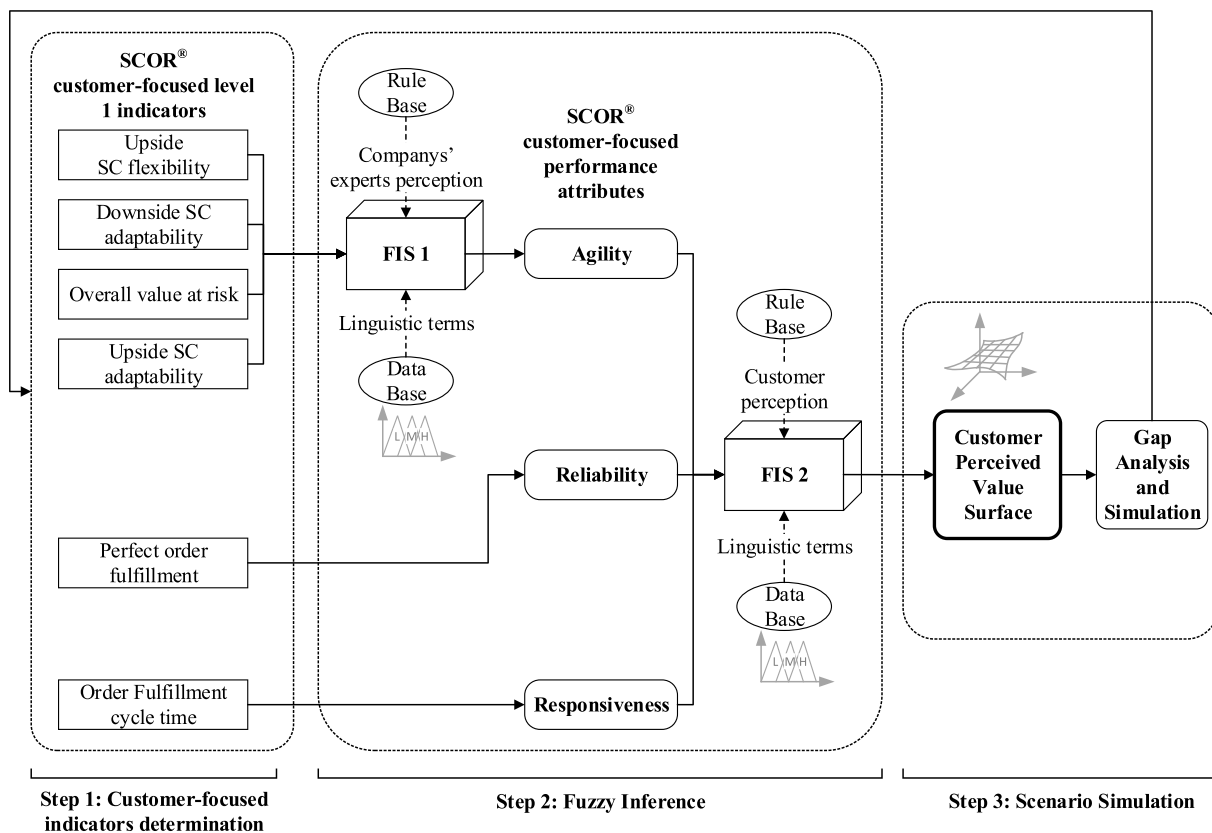 SCOR®
customer-focused level
1 indicators
Upside
SC flexibility
Downside SC
adaptability
Overall value at risk
Upside SC
adaptability
Perfect order
fulfillment
Order Fulfillment
cycle time
Rule
Base
Companys’
experts perception
FIS 1
Linguistic terms
Data
Base
L
M
H
SCOR®
customer-focused
performance
attributes
Agility
Reliability
Responsiveness
Rule
Base
Customer
perception
FIS 2
Linguistic terms
Data
Base
L
M
H
Customer
Perceived
Value
Surface
Gap
Analysis
and
Simulation
Step 1: Customer-focused
indicators determination
Step 2: Fuzzy Inference
Step 3: Scenario Simulation